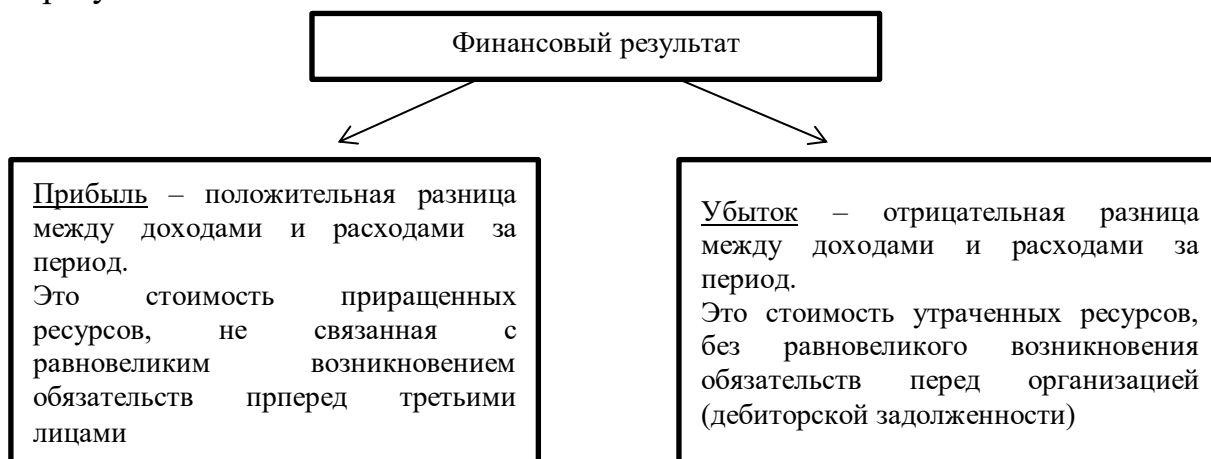 Финансовый результат
Прибыль – положительная разница
между доходами и расходами за
период.
Это стоимость приращенных
ресурсов, не связанная с
равновеликим возникновением
обязательств прперед третьими
лицами
Убыток – отрицательная разница
между доходами и расходами за
период.
Это стоимость утраченных ресурсов,
без равновеликого возникновения
обязательств перед организацией
(дебиторской задолженности)